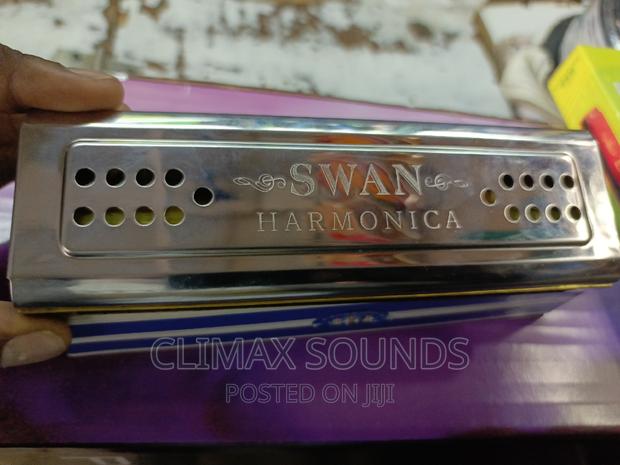 SWAN
HARMONICA
CLIMAX SOUNDS
POSTED ON JIJI